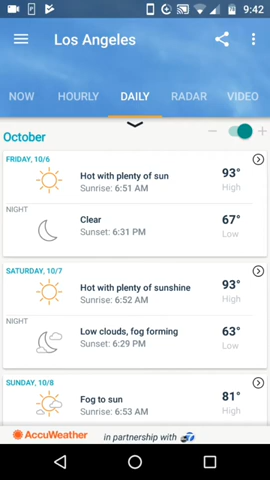 9:42
Los Angeles
NOW HOURLY DAILY RADAR VIDEO
October
FRIDAY, 10/6
Hot with plenty of sun 93°
Sunrise: 6:51 AM High
NIGHT
Clear 67°
Sunset: 6:31 PM Low
SATURDAY, 10/7
Hot with plenty of sunshine 93°
Sunrise: 6:52 AM High
NIGHT
Low clouds, fog forming 63°
Sunset: 6:29 PM Low
SUNDAY, 10/8
Fog to sun 81°
Sunrise: 6:53 AM High
AccuWeather in partnership with 7